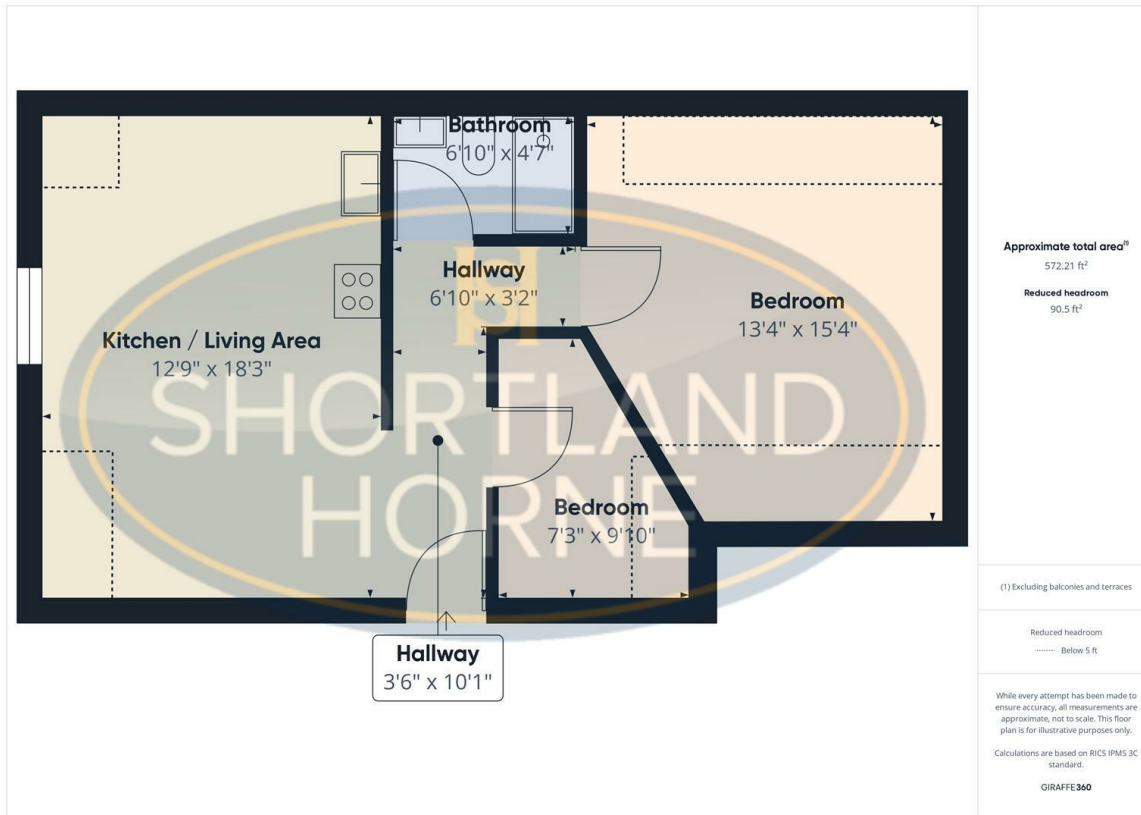 Bathroom
6'10" x 4'7"
Hallway
6'10" x 3'2"
Bedroom
13'4" x 15'4"
Kitchen / Living Area
12'9" x 18'3"
SHORTLAND
HORNE
Bedroom
7'3" x 9'10"
Hallway
3'6" x 10'1"
Approximate total area(1)
572.21 ft²
Reduced headroom
90.5 ft²
(1) Excluding balconies and terraces
Reduced headroom
Below 5 ft
While every attempt has been made to
ensure accuracy, all measurements are
approximate, not to scale. This floor
plan is for illustrative purposes only.
Calculations are based on RICS IPMS 3C
standard.
GIRAFFE360